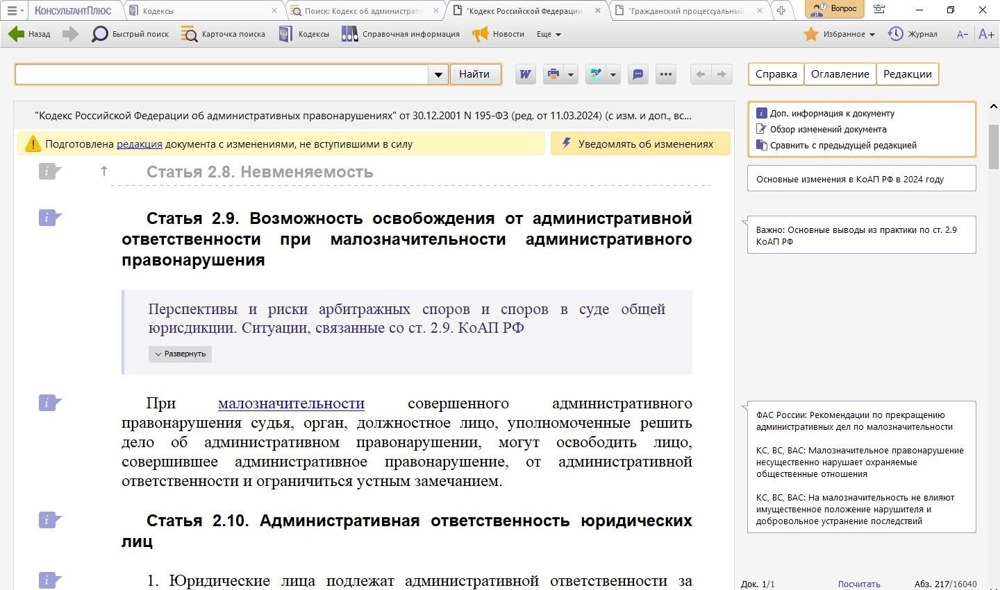 КонсультантПлюс
Кодексы
Поиск: Кодекс об администрати
"Кодекс Российской Федерации
"Гражданский процессуальный
Вопрос
Назад
Быстрый поиск
Карточка поиска
Кодексы
Справочная информация
Новости
Еще
Избранное
Журнал
А−
А+
Найти
W
ab
Справка
Оглавление
Редакции
"Кодекс Российской Федерации об административных правонарушениях" от 30.12.2001 N 195-ФЗ (ред. от 11.03.2024) (с изм. и доп., вс...
Подготовлена редакция документа с изменениями, не вступившими в силу
Уведомлять об изменениях
i
Статья 2.8. Невменяемость
i
Статья 2.9. Возможность освобождения от административной
ответственности при малозначительности административного
правонарушения
Перспективы и риски арбитражных споров и споров в суде общей
юрисдикции. Ситуации, связанные со ст. 2.9. КоАП РФ
Развернуть
i
При малозначительности совершенного административного
правонарушения судья, орган, должностное лицо, уполномоченные решить
дело об административном правонарушении, могут освободить лицо,
совершившее административное правонарушение, от административной
ответственности и ограничиться устным замечанием.
i
Статья 2.10. Административная ответственность юридических
лиц
i
1. Юридические лица подлежат административной ответственности за
i
Доп. информация к документу
Обзор изменений документа
Сравнить с предыдущей редакцией
Основные изменения в КоАП РФ в 2024 году
Важно: Основные выводы из практики по ст. 2.9
КоАП РФ
ФАС России: Рекомендации по прекращению
административных дел по малозначительности
КС, ВС, ВАС: Малозначительное правонарушение
несущественно нарушает охраняемые
общественные отношения
КС, ВС, ВАС: На малозначительность не влияют
имущественное положение нарушителя и
добровольное устранение последствий
Док. 1/1
Посчитать
Абз. 217/16040